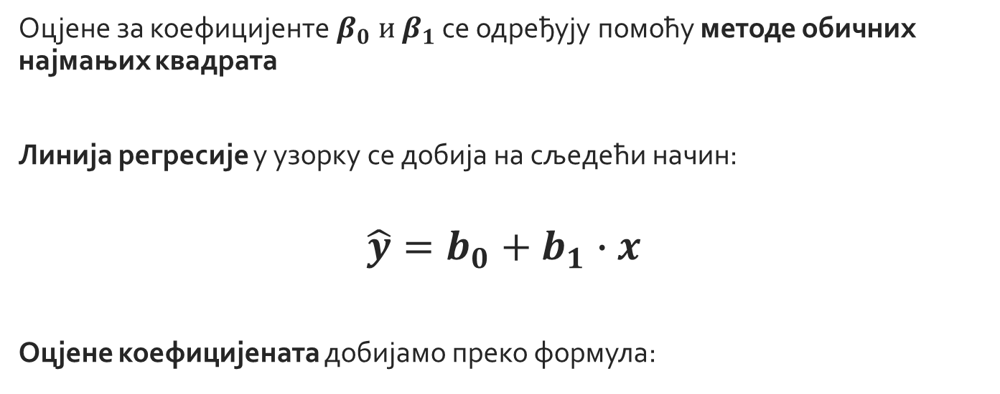 Оцјене за коефицијенте β₀ и β₁ се одређују помоћу методе обичних
најмањих квадрата
Линија регресије у узорку се добија на сљедећи начин:
ŷ = b₀ + b₁ · x
Оцјене коефицијената добијамо преко формула: